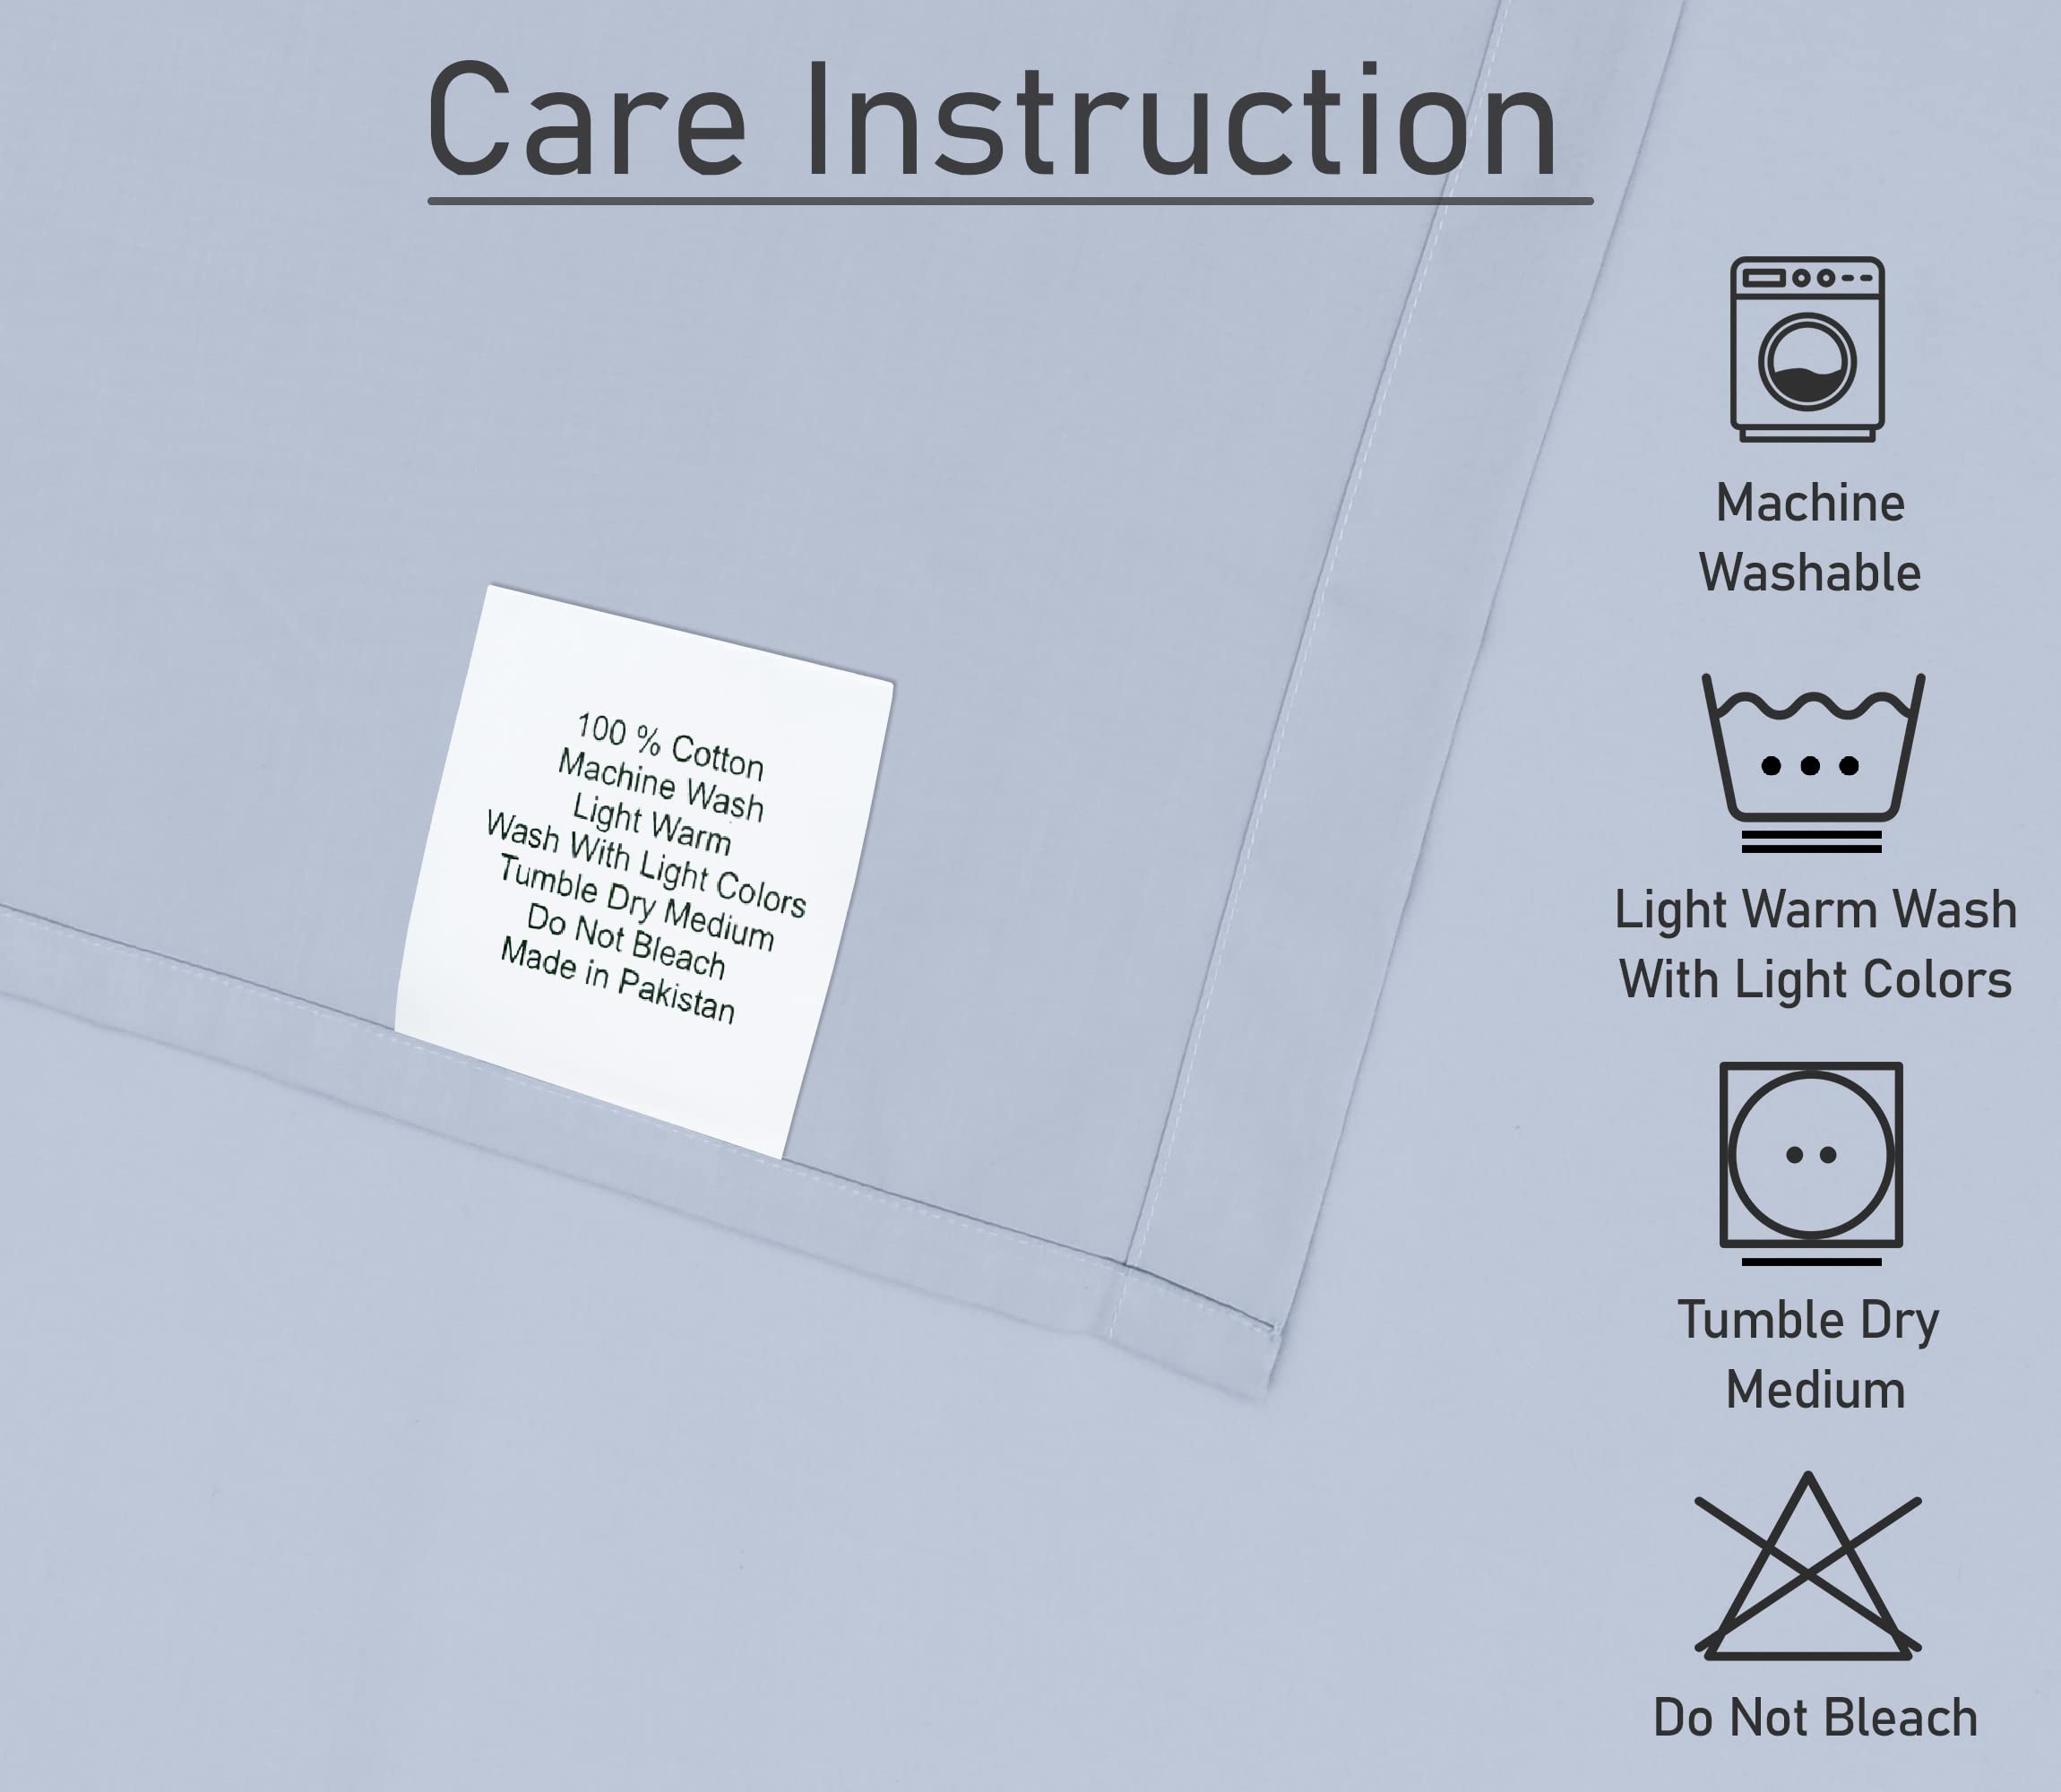 Care Instruction
100 % Cotton
Machine Wash
Light Warm
Wash With Light Colors
Tumble Dry Medium
Do Not Bleach
Made in Pakistan
Machine
Washable
Light Warm Wash
With Light Colors
Tumble Dry
Medium
Do Not Bleach